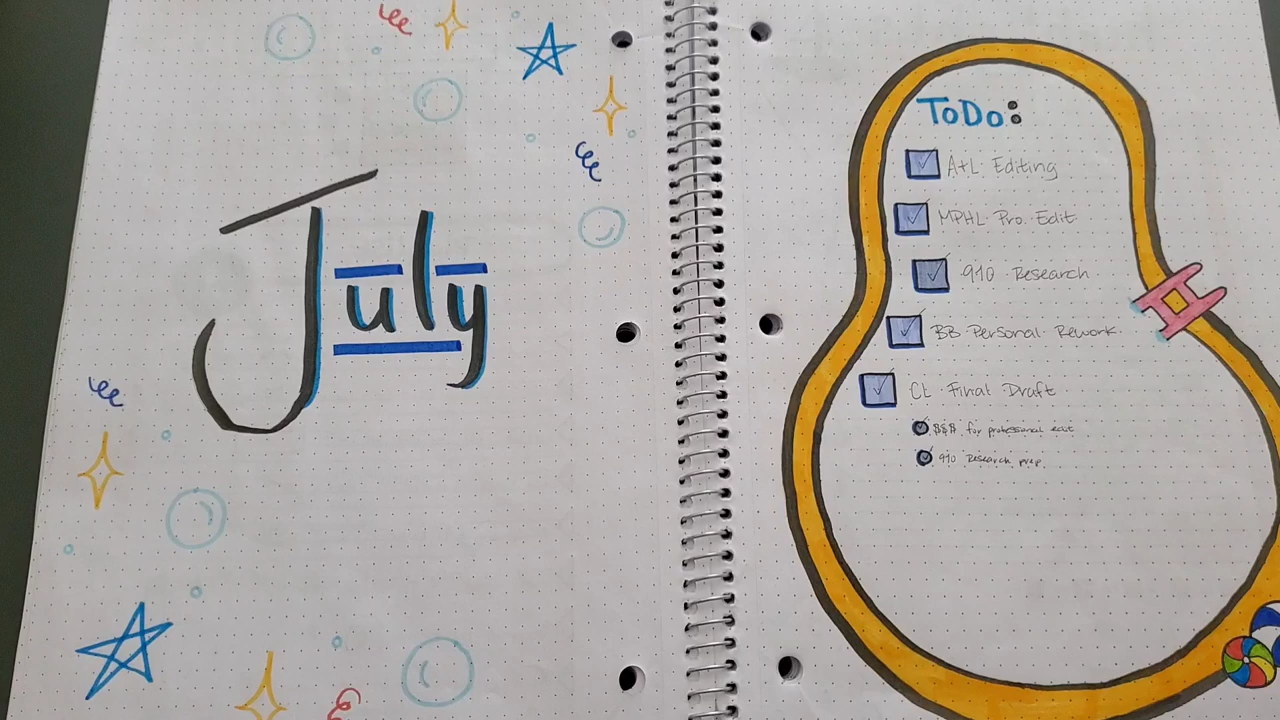 July
ToDo:
A+L Editing
MPHL Pro. Edit
910 Research
BB Personal Rework
CL Final Draft
$$$ for professional edit
910 Research prep.